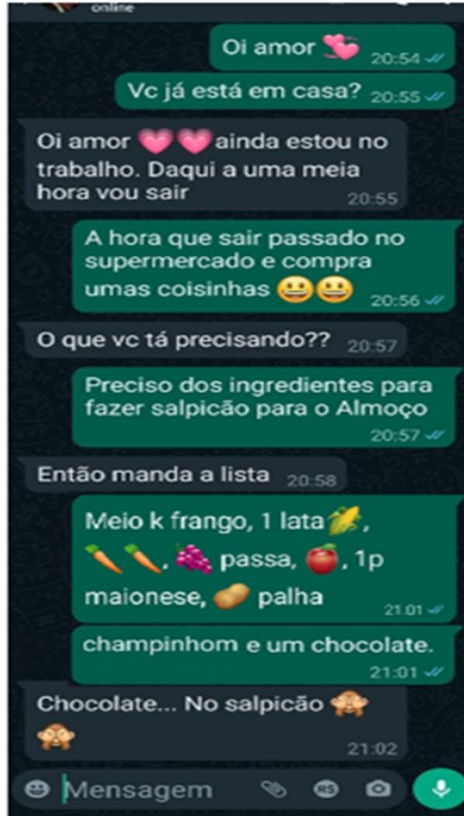 online
Oi amor 💞
20:54
Vc já está em casa? 20:55
Oi amor 💗💗ainda estou no
trabalho. Daqui a uma meia
hora vou sair
20:55
A hora que sair passado no
supermercado e compra
umas coisinhas 😀😀
20:56
O que vc tá precisando?? 20:57
Preciso dos ingredientes para
fazer salpicão para o Almoço
20:57
Então manda a lista 20:58
Meio k frango, 1 lata🌽,
🥕🥕, 🍇 passa, 🍎, 1p
maionese, 🥔 palha
21:01
champinhom e um chocolate.
21:01
Chocolate... No salpicão 🙈
🙈
21:02
Mensagem
R$